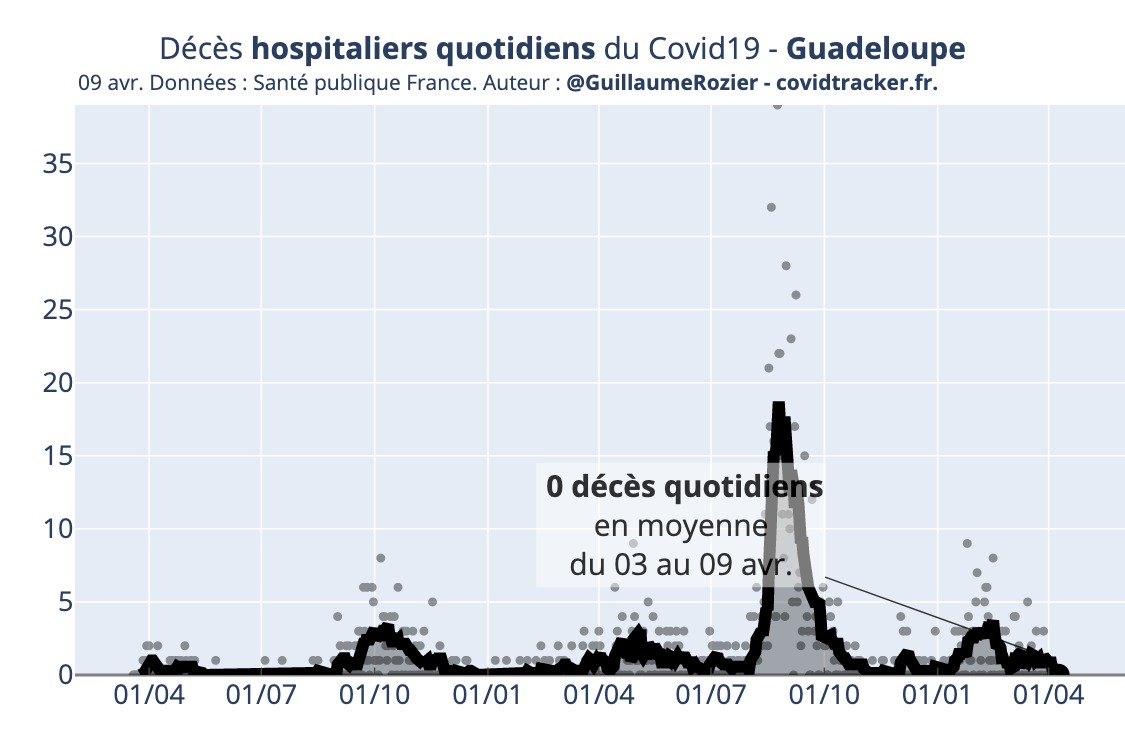 Décès hospitaliers quotidiens du Covid19 - Guadeloupe
09 avr. Données : Santé publique France. Auteur : @GuillaumeRozier - covidtracker.fr.
35
30
25
20
15
0 décès quotidiens
en moyenne
10
du 03 au 09 avr.
5
0
01/04 01/07 01/10 01/01 01/04 01/07 01/10 01/01 01/04